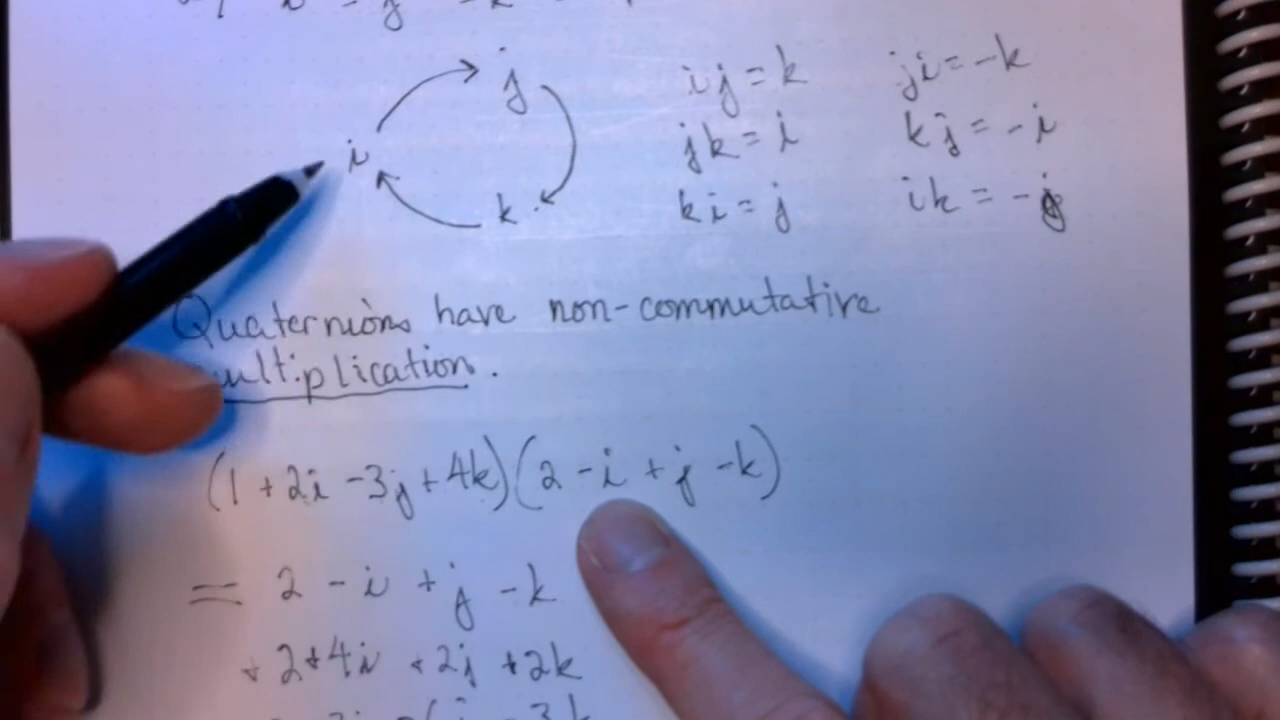 j
i
k
ij = k
ji = -k
jk = i
kj = -i
ki = j
ik = -j
Quaternions have non-commutative
ultiplication.
(1 + 2i - 3j + 4k)(2 - i + j - k)
= 2 - i + j - k
+ 2 + 4i + 2j + 2k